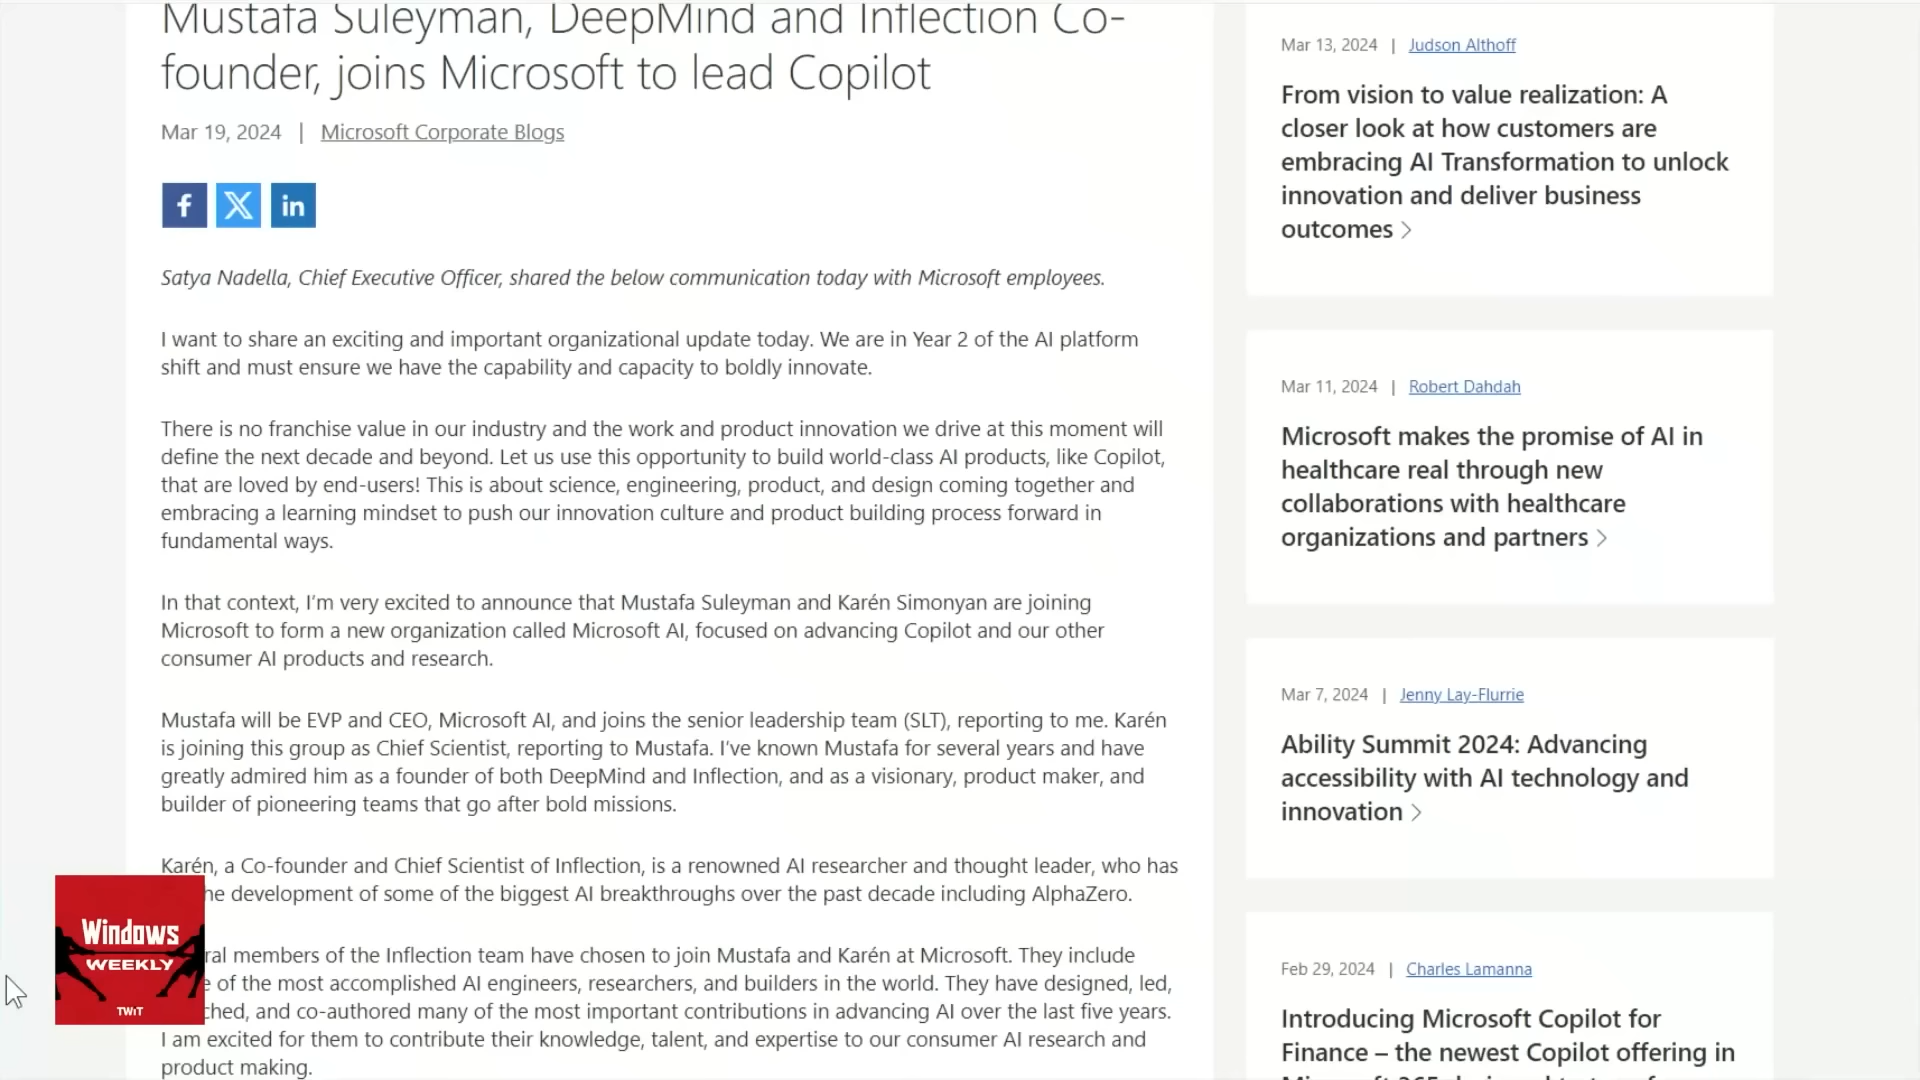 Mustafa Suleyman, DeepMind and Inflection Co-
founder, joins Microsoft to lead Copilot
Mar 19, 2024 | Microsoft Corporate Blogs
f X in
Satya Nadella, Chief Executive Officer, shared the below communication today with Microsoft employees.
I want to share an exciting and important organizational update today. We are in Year 2 of the AI platform
shift and must ensure we have the capability and capacity to boldly innovate.
There is no franchise value in our industry and the work and product innovation we drive at this moment will
define the next decade and beyond. Let us use this opportunity to build world-class AI products, like Copilot,
that are loved by end-users! This is about science, engineering, product, and design coming together and
embracing a learning mindset to push our innovation culture and product building process forward in
fundamental ways.
In that context, I’m very excited to announce that Mustafa Suleyman and Karén Simonyan are joining
Microsoft to form a new organization called Microsoft AI, focused on advancing Copilot and our other
consumer AI products and research.
Mustafa will be EVP and CEO, Microsoft AI, and joins the senior leadership team (SLT), reporting to me. Karén
is joining this group as Chief Scientist, reporting to Mustafa. I’ve known Mustafa for several years and have
greatly admired him as a founder of both DeepMind and Inflection, and as a visionary, product maker, and
builder of pioneering teams that go after bold missions.
Karén, a Co-founder and Chief Scientist of Inflection, is a renowned AI researcher and thought leader, who has
development of some of the biggest AI breakthroughs over the past decade including AlphaZero.
members of the Inflection team have chosen to join Mustafa and Karén at Microsoft. They include
of the most accomplished AI engineers, researchers, and builders in the world. They have designed, led,
and co-authored many of the most important contributions in advancing AI over the last five years.
I am excited for them to contribute their knowledge, talent, and expertise to our consumer AI research and
product making.
Windows
WEEKLY
TWiT
Mar 13, 2024 | Judson Althoff
From vision to value realization: A
closer look at how customers are
embracing AI Transformation to unlock
innovation and deliver business
outcomes >
Mar 11, 2024 | Robert Dahdah
Microsoft makes the promise of AI in
healthcare real through new
collaborations with healthcare
organizations and partners >
Mar 7, 2024 | Jenny Lay-Flurrie
Ability Summit 2024: Advancing
accessibility with AI technology and
innovation >
Feb 29, 2024 | Charles Lamanna
Introducing Microsoft Copilot for
Finance – the newest Copilot offering in